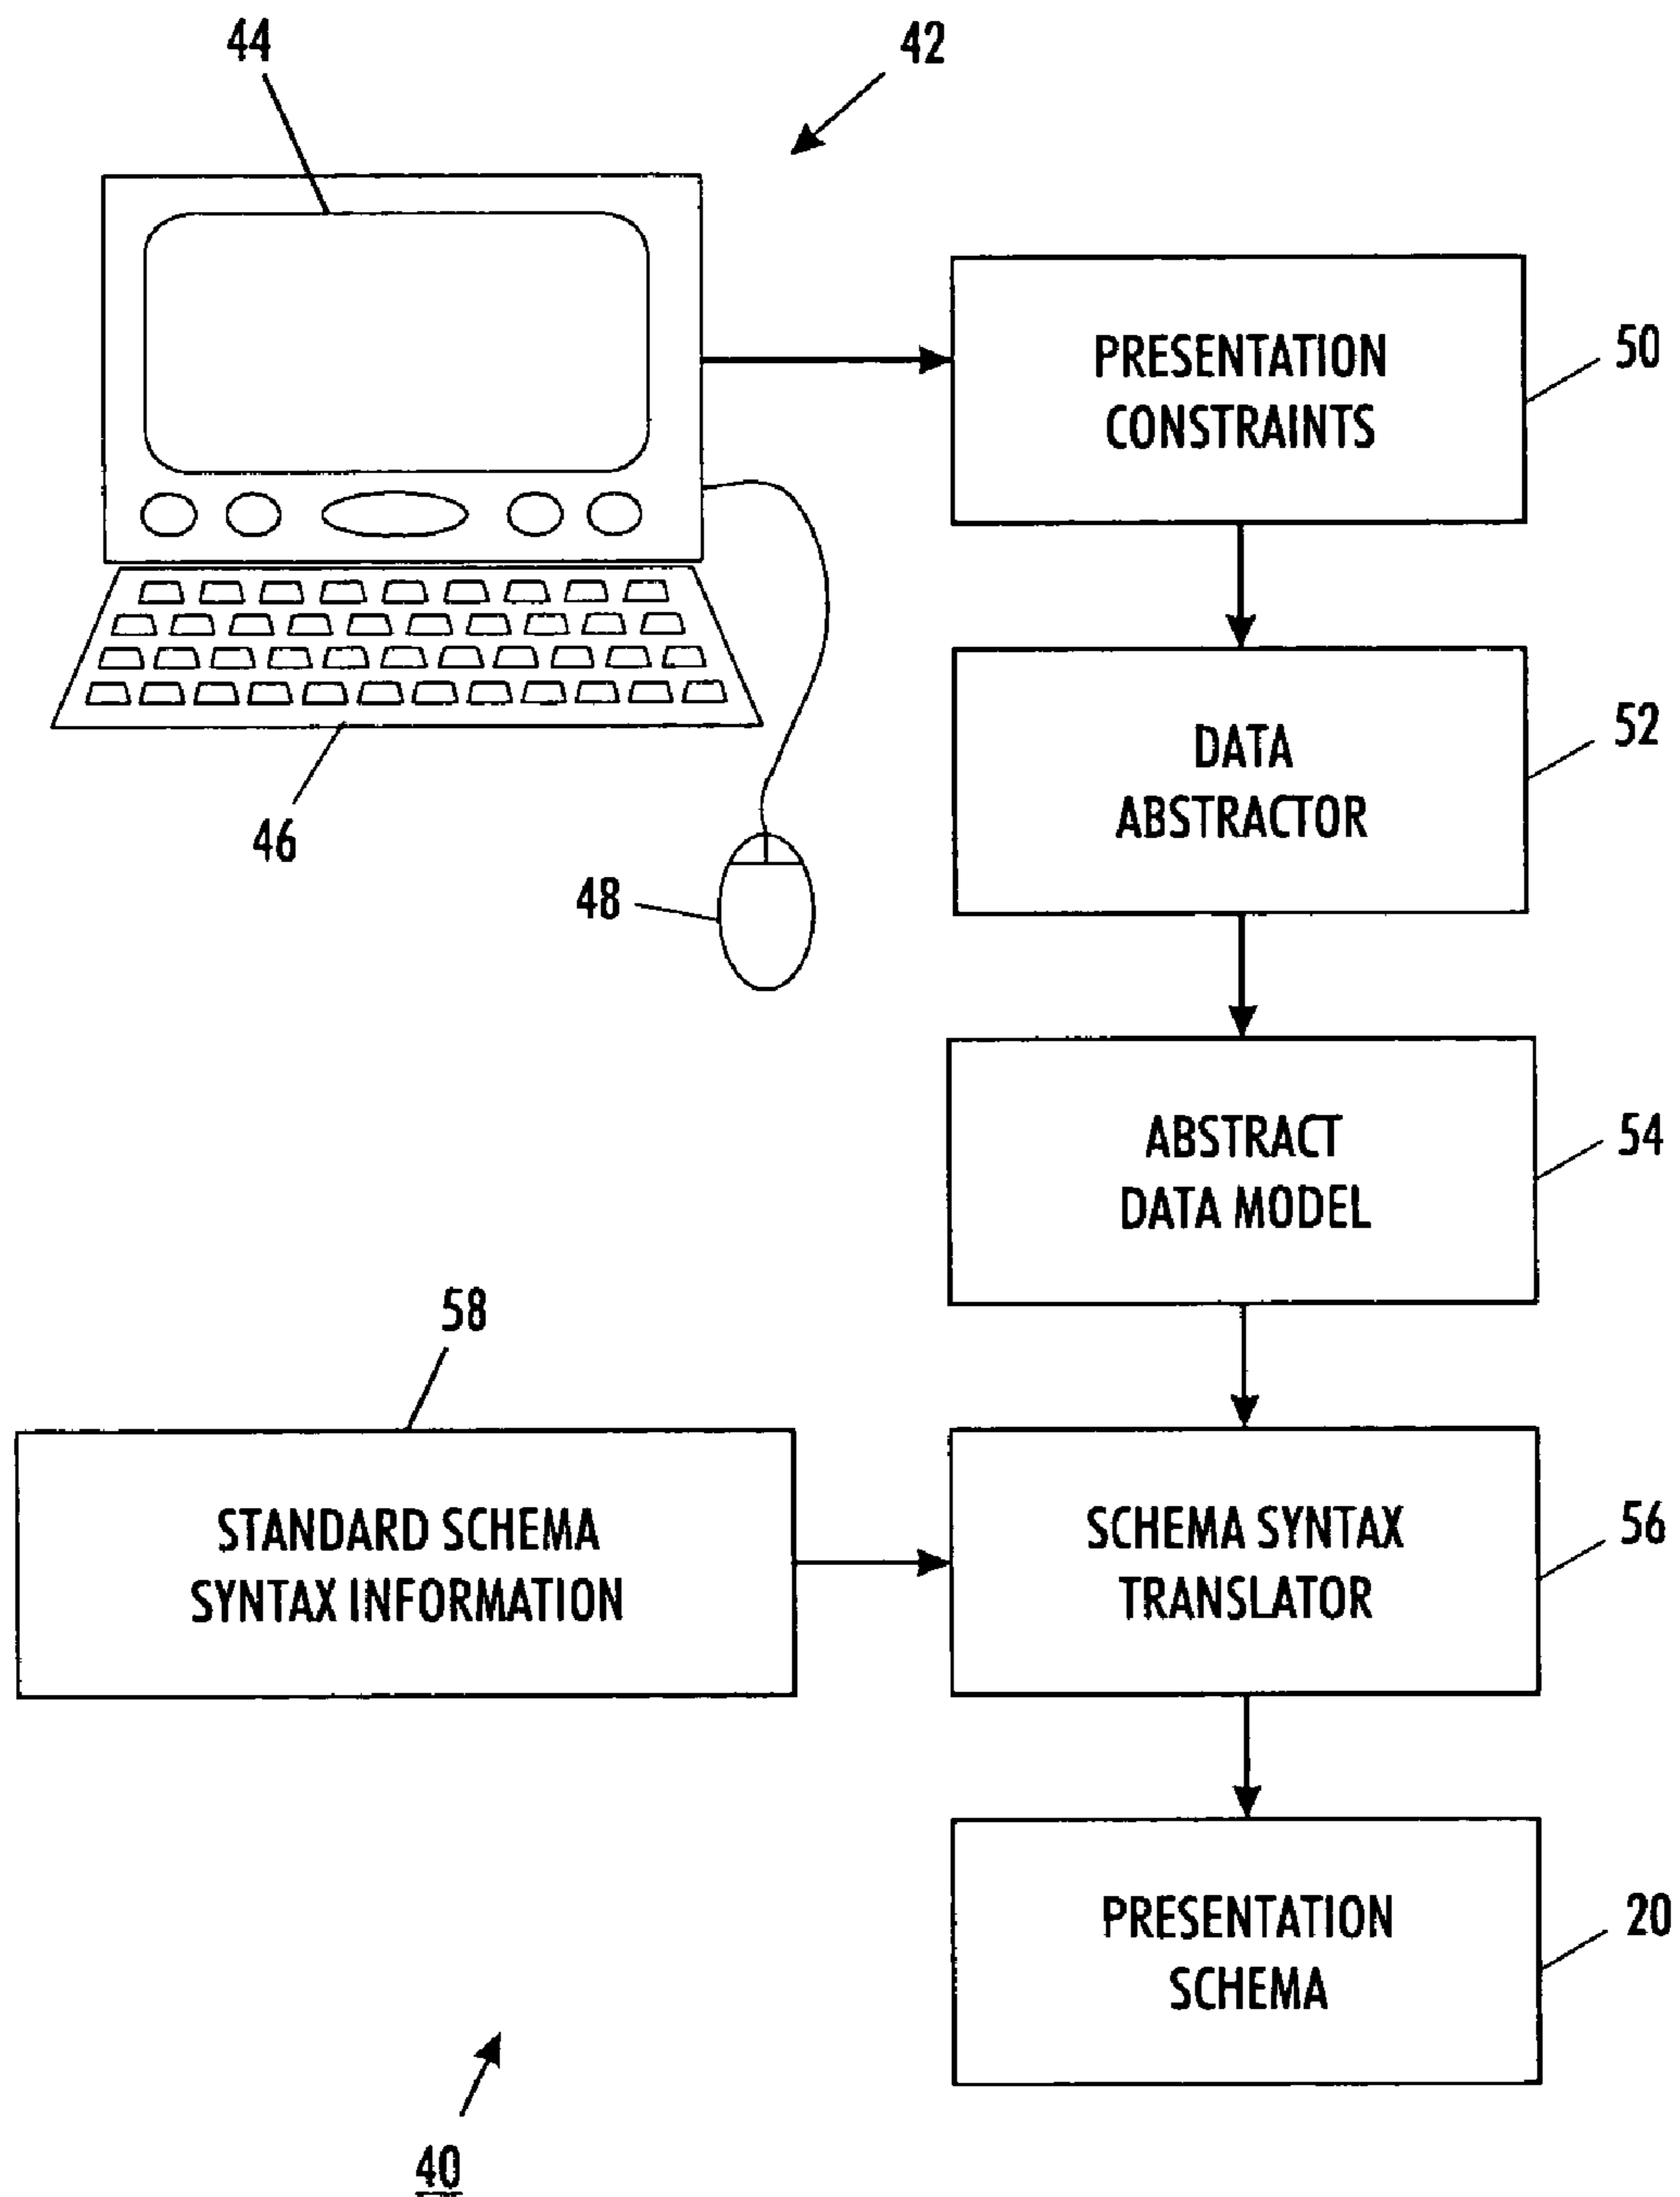 44
42
PRESENTATION
CONSTRAINTS
50
DATA
ABSTRACTOR
52
46
48
ABSTRACT
DATA MODEL
54
58
STANDARD SCHEMA
SYNTAX INFORMATION
SCHEMA SYNTAX
TRANSLATOR
56
PRESENTATION
SCHEMA
20
40